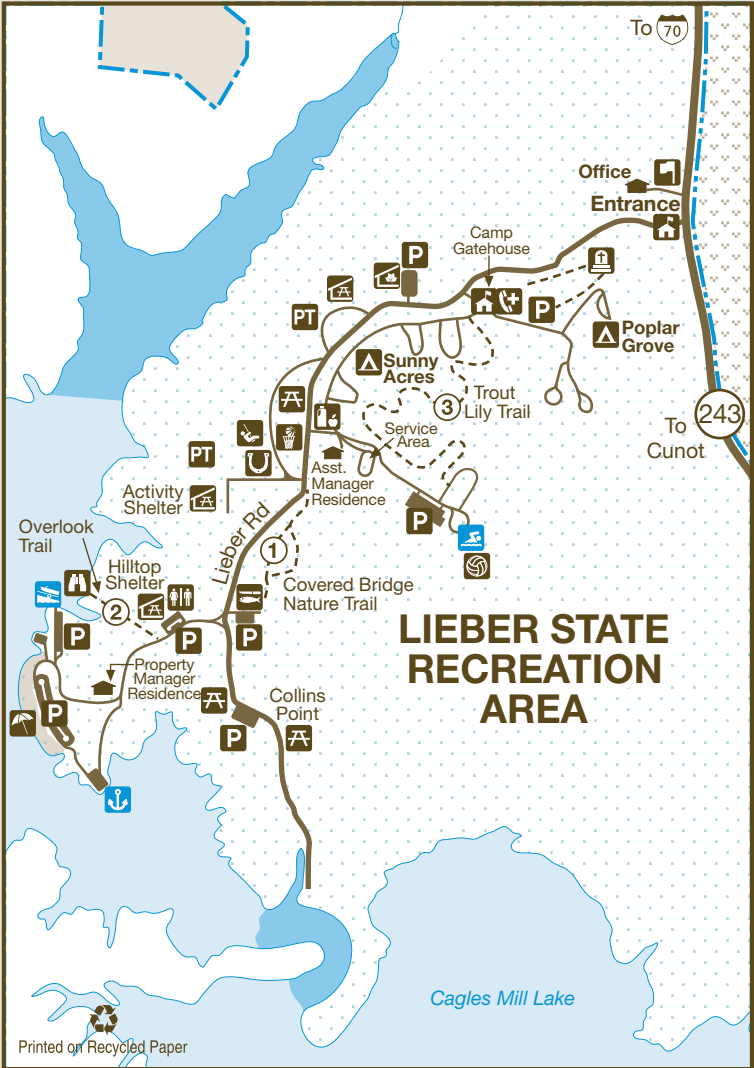 To 70
Office
Entrance
P
Camp
Gatehouse
P
PT
Poplar
Grove
Sunny
Acres
3
Trout
Lily Trail
243
To
Cunot
Service
Area
PT
Asst.
Manager
Residence
Activity
Shelter
P
Lieber Rd
Overlook
Trail
1
Hilltop
Shelter
Covered Bridge
Nature Trail
2
P
P
P
LIEBER STATE
RECREATION
AREA
Property
Manager
Residence
Collins
Point
P
P
Cagles Mill Lake
Printed on Recycled Paper